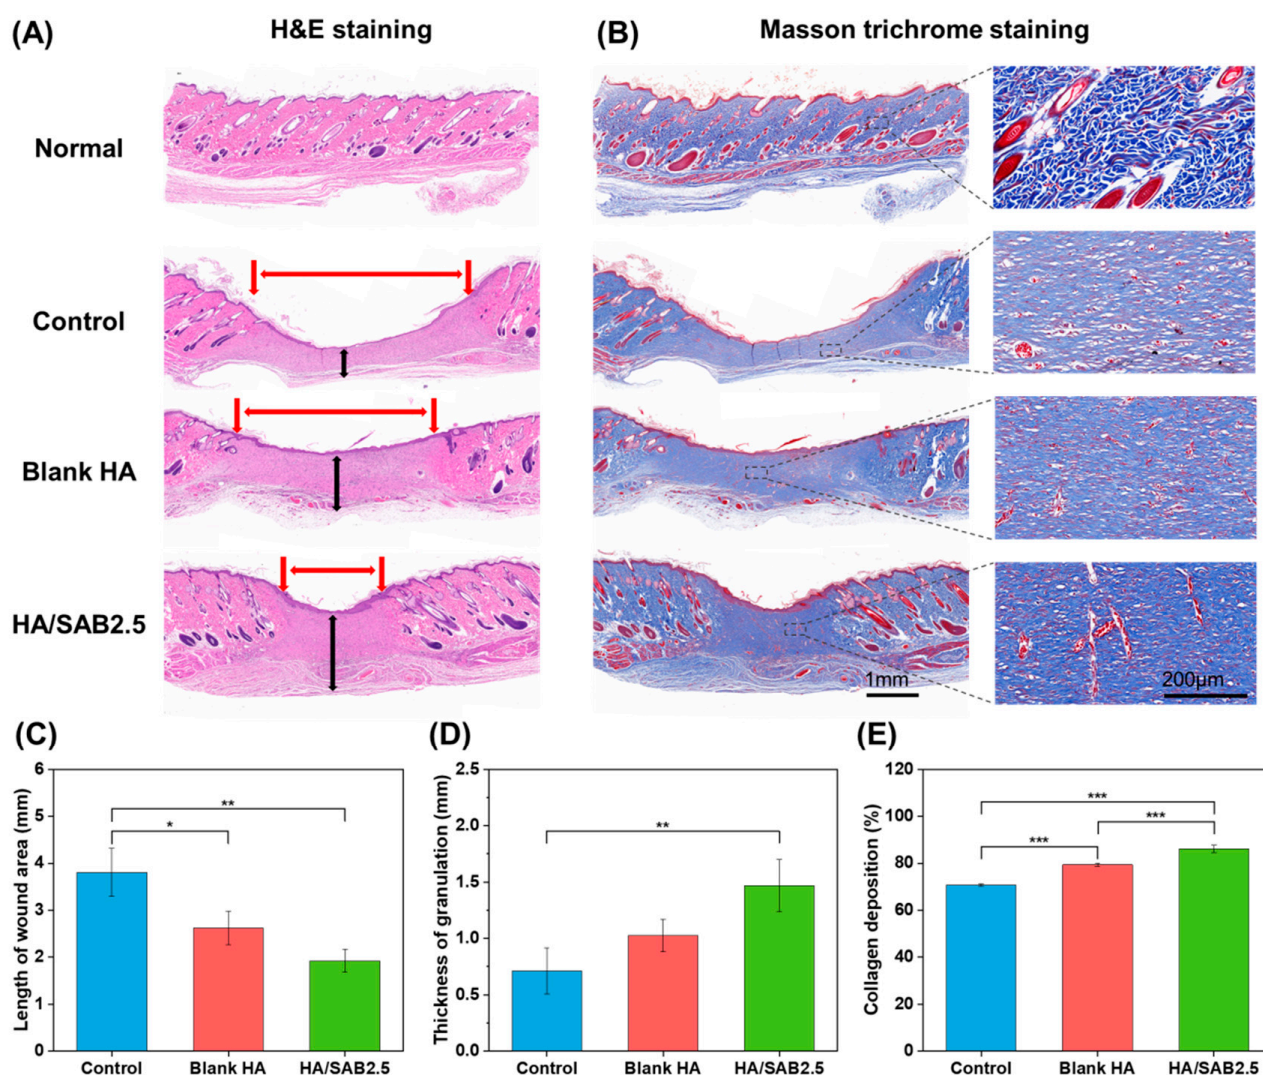 (A)
H&E staining
(B)
Masson trichrome staining
Normal
Control
Blank HA
HA/SAB2.5
1mm
200μm
(C)
Length of wound area (mm)
6
5
4
3
2
1
0
**
*
Control
Blank HA
HA/SAB2.5
(D)
Thickness of granulation (mm)
2.5
2.0
1.5
1.0
0.5
0.0
**
Control
Blank HA
HA/SAB2.5
(E)
Collagen deposition (%)
120
100
80
60
40
20
0
***
***
***
Control
Blank HA
HA/SAB2.5